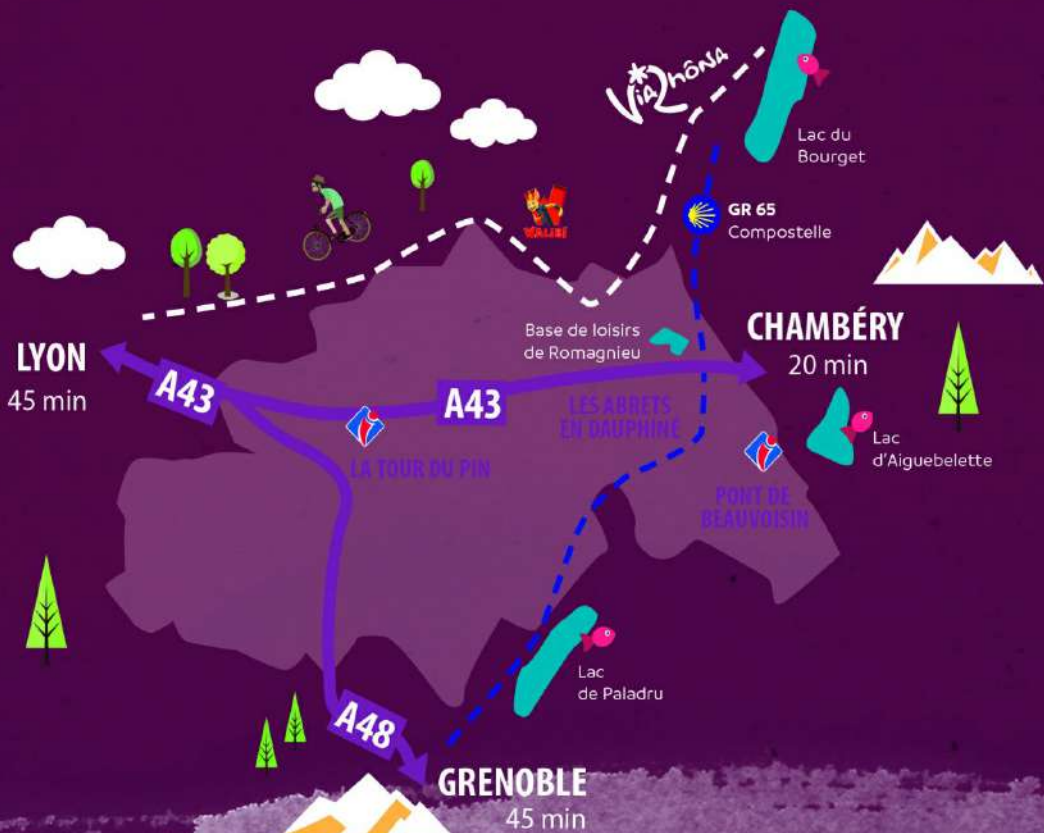 ViaRhôna
Lac du
Bourget
GR 65
Compostelle
WALIBI
Base de loisirs
de Romagnieu
CHAMBÉRY
20 min
LYON
45 min
A43
A43
LES ABRETS
EN DAUPHINÉ
Lac
d'Aiguebelette
LA TOUR DU PIN
PONT DE
BEAUVOISIN
Lac
de Paladru
A48
GRENOBLE
45 min